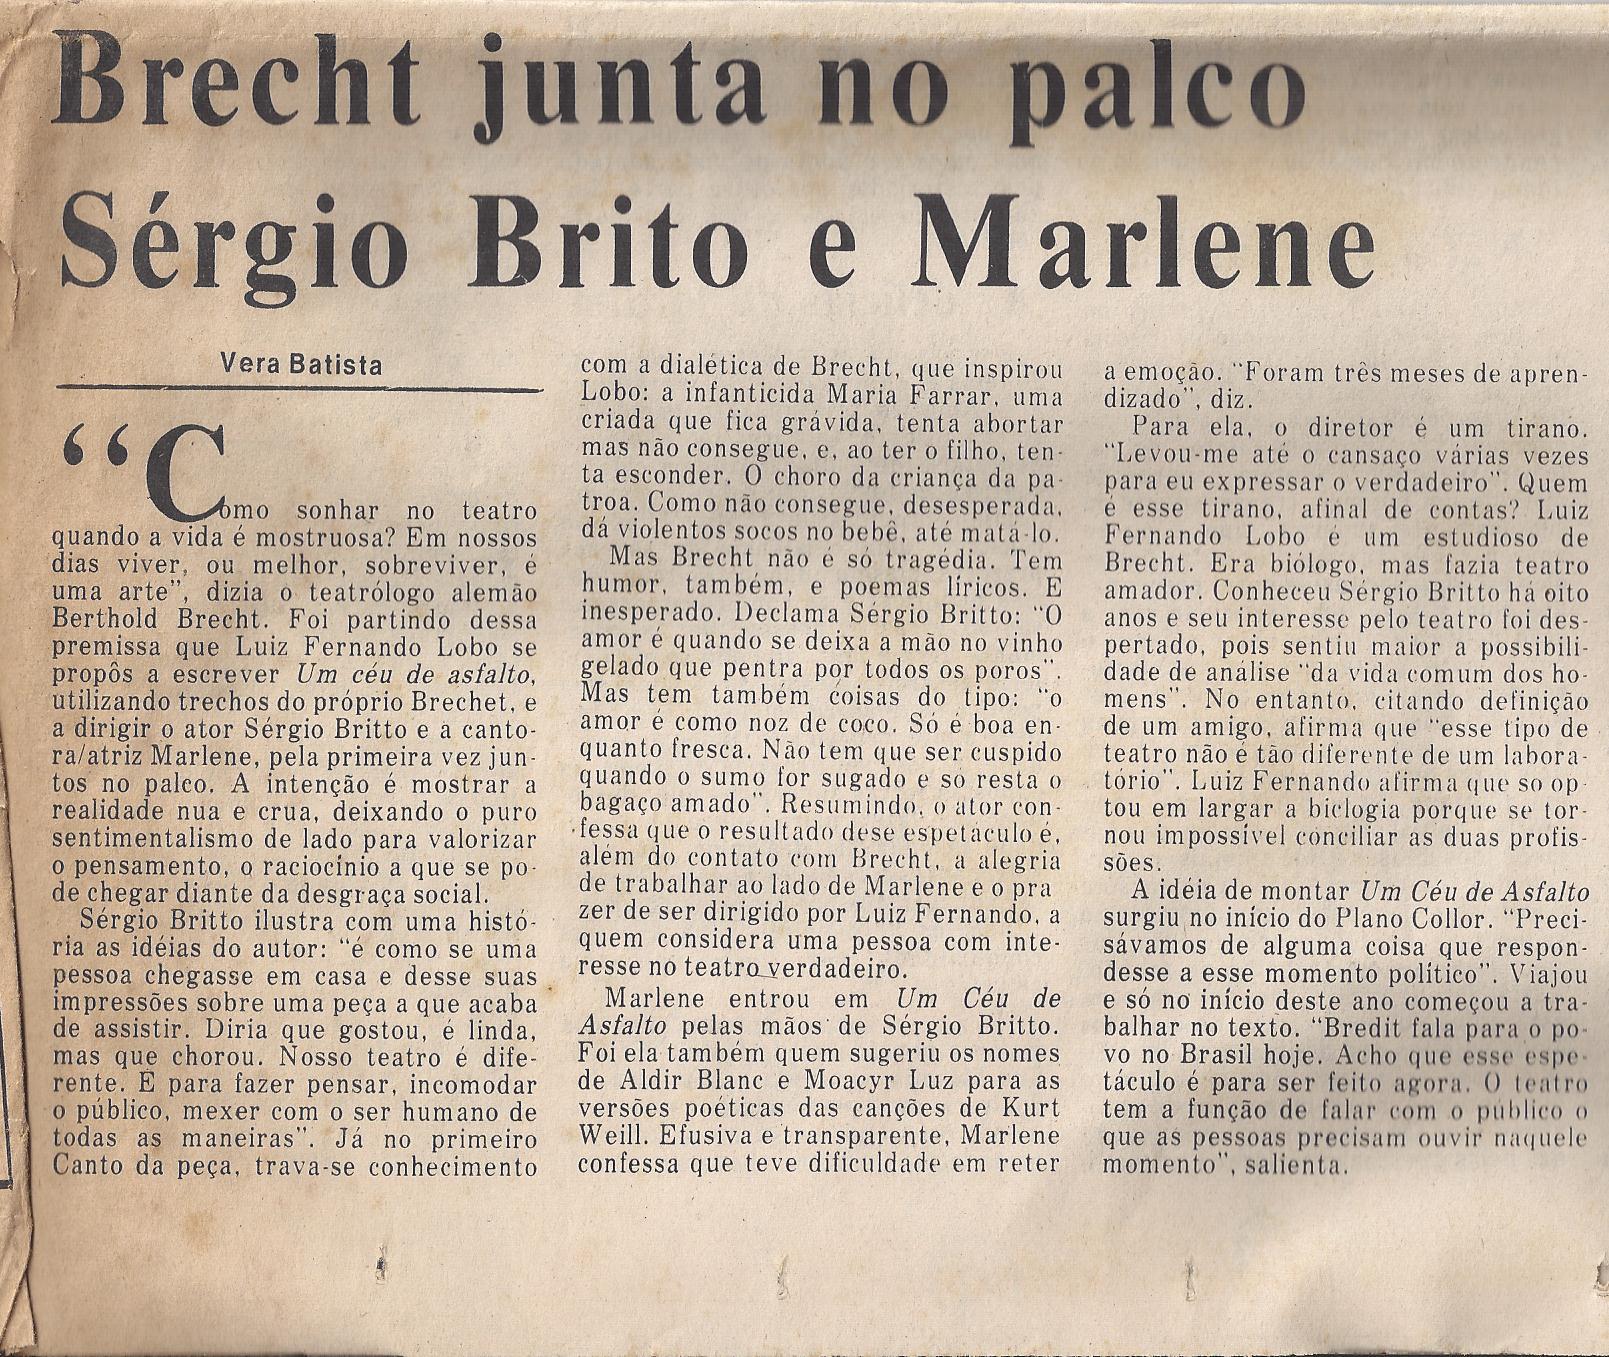 Brecht junta no palco
Sérgio Brito e Marlene
Vera Batista
“Como sonhar no teatro
quando a vida é mostruosa? Em nossos
dias viver, ou melhor, sobreviver, é
uma arte”, dizia o teatrólogo alemão
Berthold Brecht. Foi partindo dessa
premissa que Luiz Fernando Lobo se
propôs a escrever Um céu de asfalto,
utilizando trechos do próprio Brechet, e
a dirigir o ator Sérgio Britto e a canto-
ra/atriz Marlene, pela primeira vez jun-
tos no palco. A intenção é mostrar a
realidade nua e crua, deixando o puro
sentimentalismo de lado para valorizar
o pensamento, o raciocínio a que se po-
de chegar diante da desgraça social.
Sérgio Britto ilustra com uma histó-
ria as idéias do autor: “é como se uma
pessoa chegasse em casa e desse suas
impressões sobre uma peça a que acaba
de assistir. Diria que gostou, é linda,
mas que chorou. Nosso teatro é dife-
rente. É para fazer pensar, incomodar
o público, mexer com o ser humano de
todas as maneiras”. Já no primeiro
Canto da peça, trava-se conhecimento
com a dialética de Brecht, que inspirou
Lobo: a infanticida Maria Farrar, uma
criada que fica grávida, tenta abortar
mas não consegue, e, ao ter o filho, ten-
ta esconder. O choro da criança da pa-
troa. Como não consegue, desesperada,
dá violentos socos no bebê, até matá-lo.
Mas Brecht não é só tragédia. Tem
humor, também, e poemas líricos. E
inesperado. Declama Sérgio Britto: “O
amor é quando se deixa a mão no vinho
gelado que pentra por todos os poros”.
Mas tem também coisas do tipo: “o
amor é como noz de coco. Só é boa en-
quanto fresca. Não tem que ser cuspido
quando o sumo for sugado e só resta o
bagaço amado”. Resumindo, o ator con-
fessa que o resultado dese espetáculo é,
além do contato com Brecht, a alegria
de trabalhar ao lado de Marlene e o pra
zer de ser dirigido por Luiz Fernando, a
quem considera uma pessoa com inte-
resse no teatro verdadeiro.
Marlene entrou em Um Céu de
Asfalto pelas mãos de Sérgio Britto.
Foi ela também quem sugeriu os nomes
de Aldir Blanc e Moacyr Luz para as
versões poéticas das canções de Kurt
Weill. Efusiva e transparente, Marlene
confessa que teve dificuldade em reter
a emoção. “Foram três meses de apren-
dizado”, diz.
Para ela, o diretor é um tirano.
“Levou-me até o cansaço várias vezes
para eu expressar o verdadeiro”. Quem
é esse tirano, afinal de contas? Luiz
Fernando Lobo é um estudioso de
Brecht. Era biólogo, mas fazia teatro
amador. Conheceu Sérgio Britto há oito
anos e seu interesse pelo teatro foi des-
pertado, pois sentiu maior a possibili-
dade de análise “da vida comum dos ho-
mens”. No entanto, citando definição
de um amigo, afirma que “esse tipo de
teatro não é tão diferente de um labora-
tório”. Luiz Fernando afirma que so op-
tou em largar a biclogia porque se tor-
nou impossível conciliar as duas profis-
sões.
A idéia de montar Um Céu de Asfalto
surgiu no início do Plano Collor. “Preci-
sávamos de alguma coisa que respon-
desse a esse momento político”. Viajou
e só no início deste ano começou a tra-
balhar no texto. “Bredit fala para o po-
vo no Brasil hoje. Acho que esse espe-
táculo é para ser feito agora. O teatro
tem a função de falar com o público o
que as pessoas precisam ouvir naquele
momento”, salienta.